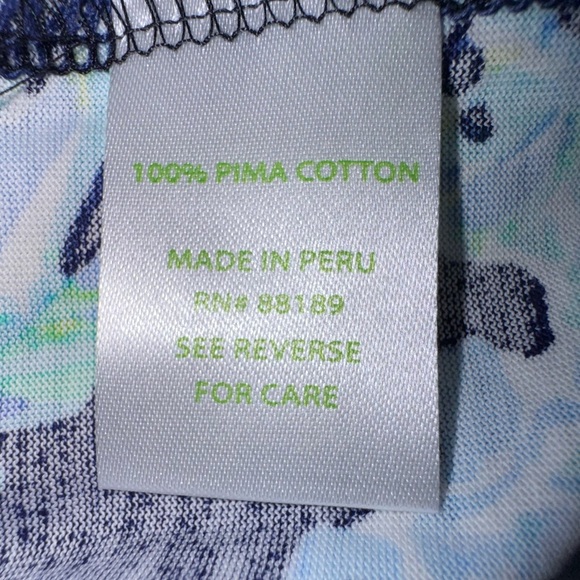 100% PIMA COTTON
MADE IN PERU
RN# 88189
SEE REVERSE
FOR CARE